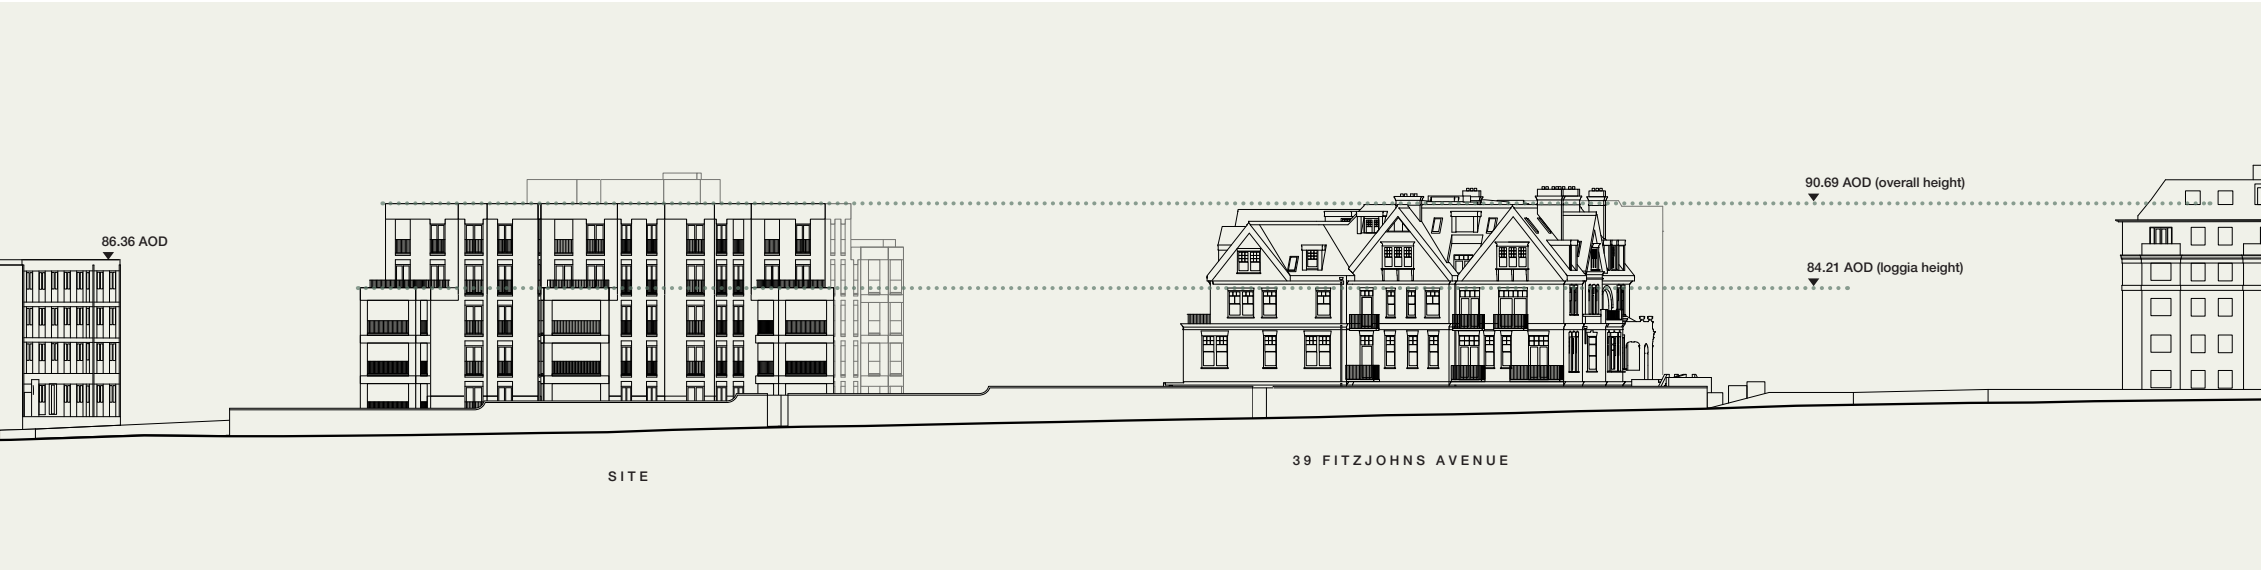 90.69 AOD (overall height)
86.36 AOD
84.21 AOD (loggia height)
39 FITZJOHNS AVENUE
SITE